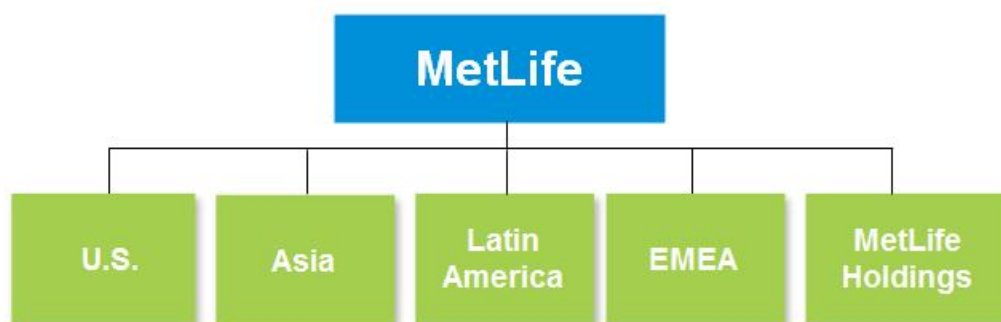 MetLife
U.S.
Asia
Latin
America
EMEA
MetLife
Holdings